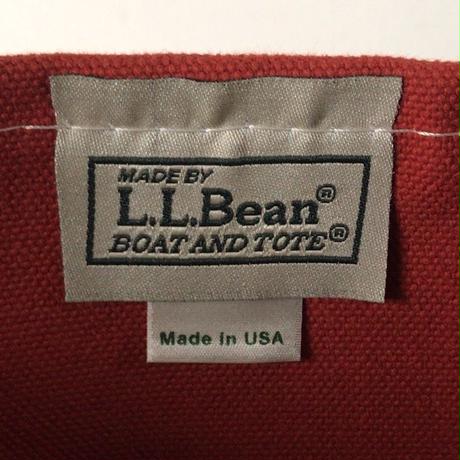 MADE BY
L.L.Bean®
BOAT AND TOTE®
Made in USA